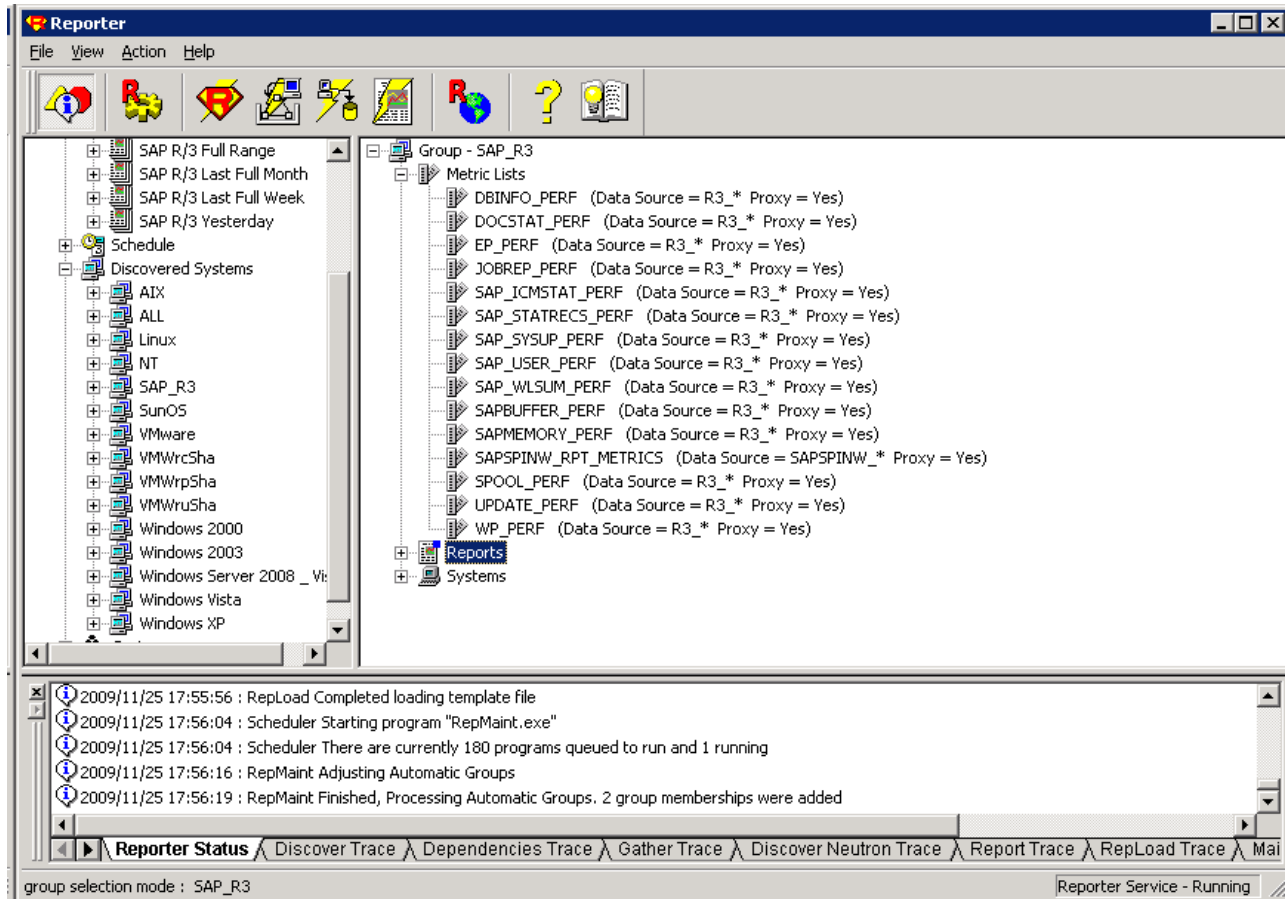 Reporter
File View Action Help
SAP R/3 Full Range
SAP R/3 Last Full Month
SAP R/3 Last Full Week
SAP R/3 Yesterday
Schedule
Discovered Systems
AIX
ALL
Linux
NT
SAP_R3
SunOS
VMware
VMWrcSha
VMWrpSha
VMWruSha
Windows 2000
Windows 2003
Windows Server 2008 _ Vi
Windows Vista
Windows XP
Group - SAP_R3
Metric Lists
DBINFO_PERF (Data Source = R3_* Proxy = Yes)
DOCSTAT_PERF (Data Source = R3_* Proxy = Yes)
EP_PERF (Data Source = R3_* Proxy = Yes)
JOBREP_PERF (Data Source = R3_* Proxy = Yes)
SAP_ICMSTAT_PERF (Data Source = R3_* Proxy = Yes)
SAP_STATRECS_PERF (Data Source = R3_* Proxy = Yes)
SAP_SYSUP_PERF (Data Source = R3_* Proxy = Yes)
SAP_USER_PERF (Data Source = R3_* Proxy = Yes)
SAP_WLSUM_PERF (Data Source = R3_* Proxy = Yes)
SAPBUFFER_PERF (Data Source = R3_* Proxy = Yes)
SAPMEMORY_PERF (Data Source = R3_* Proxy = Yes)
SAPSPINW_RPT_METRICS (Data Source = SAPSPINW_* Proxy = Yes)
SPOOL_PERF (Data Source = R3_* Proxy = Yes)
UPDATE_PERF (Data Source = R3_* Proxy = Yes)
WP_PERF (Data Source = R3_* Proxy = Yes)
Reports
Systems
2009/11/25 17:55:56 : RepLoad Completed loading template file
2009/11/25 17:56:04 : Scheduler Starting program "RepMaint.exe"
2009/11/25 17:56:04 : Scheduler There are currently 180 programs queued to run and 1 running
2009/11/25 17:56:16 : RepMaint Adjusting Automatic Groups
2009/11/25 17:56:19 : RepMaint Finished, Processing Automatic Groups. 2 group memberships were added
Reporter Status Discover Trace Dependencies Trace Gather Trace Discover Neutron Trace Report Trace RepLoad Trace Mai
group selection mode : SAP_R3 Reporter Service - Running